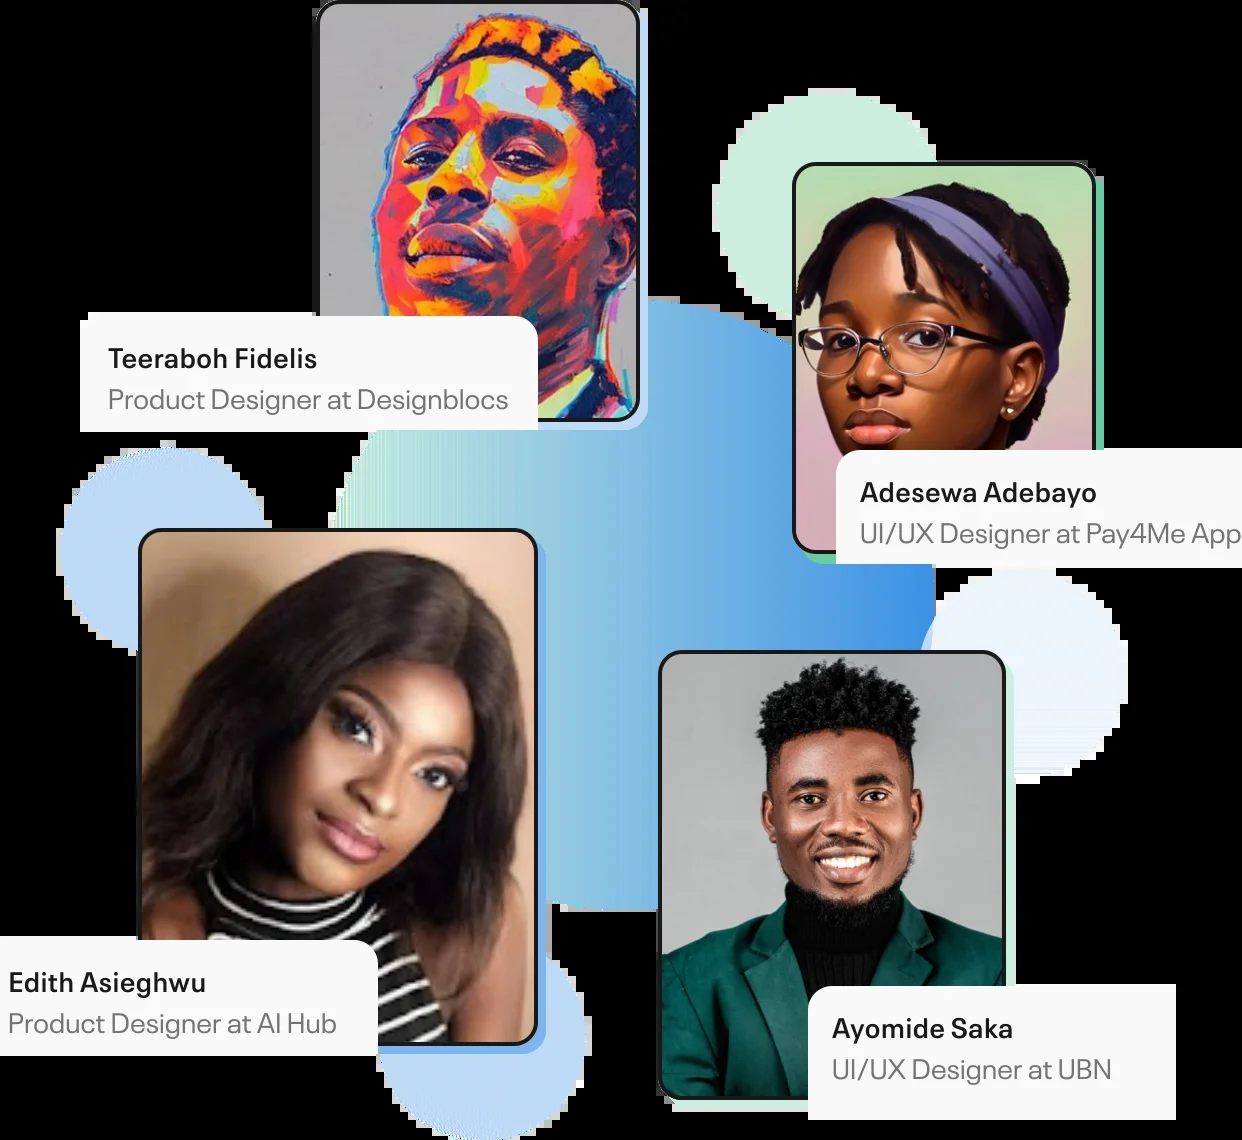 Teeraboh Fidelis
Product Designer at Designblocs
Adesewa Adebayo
UI/UX Designer at Pay4Me App
Edith Asieghwu
Product Designer at AI Hub
Ayomide Saka
UI/UX Designer at UBN